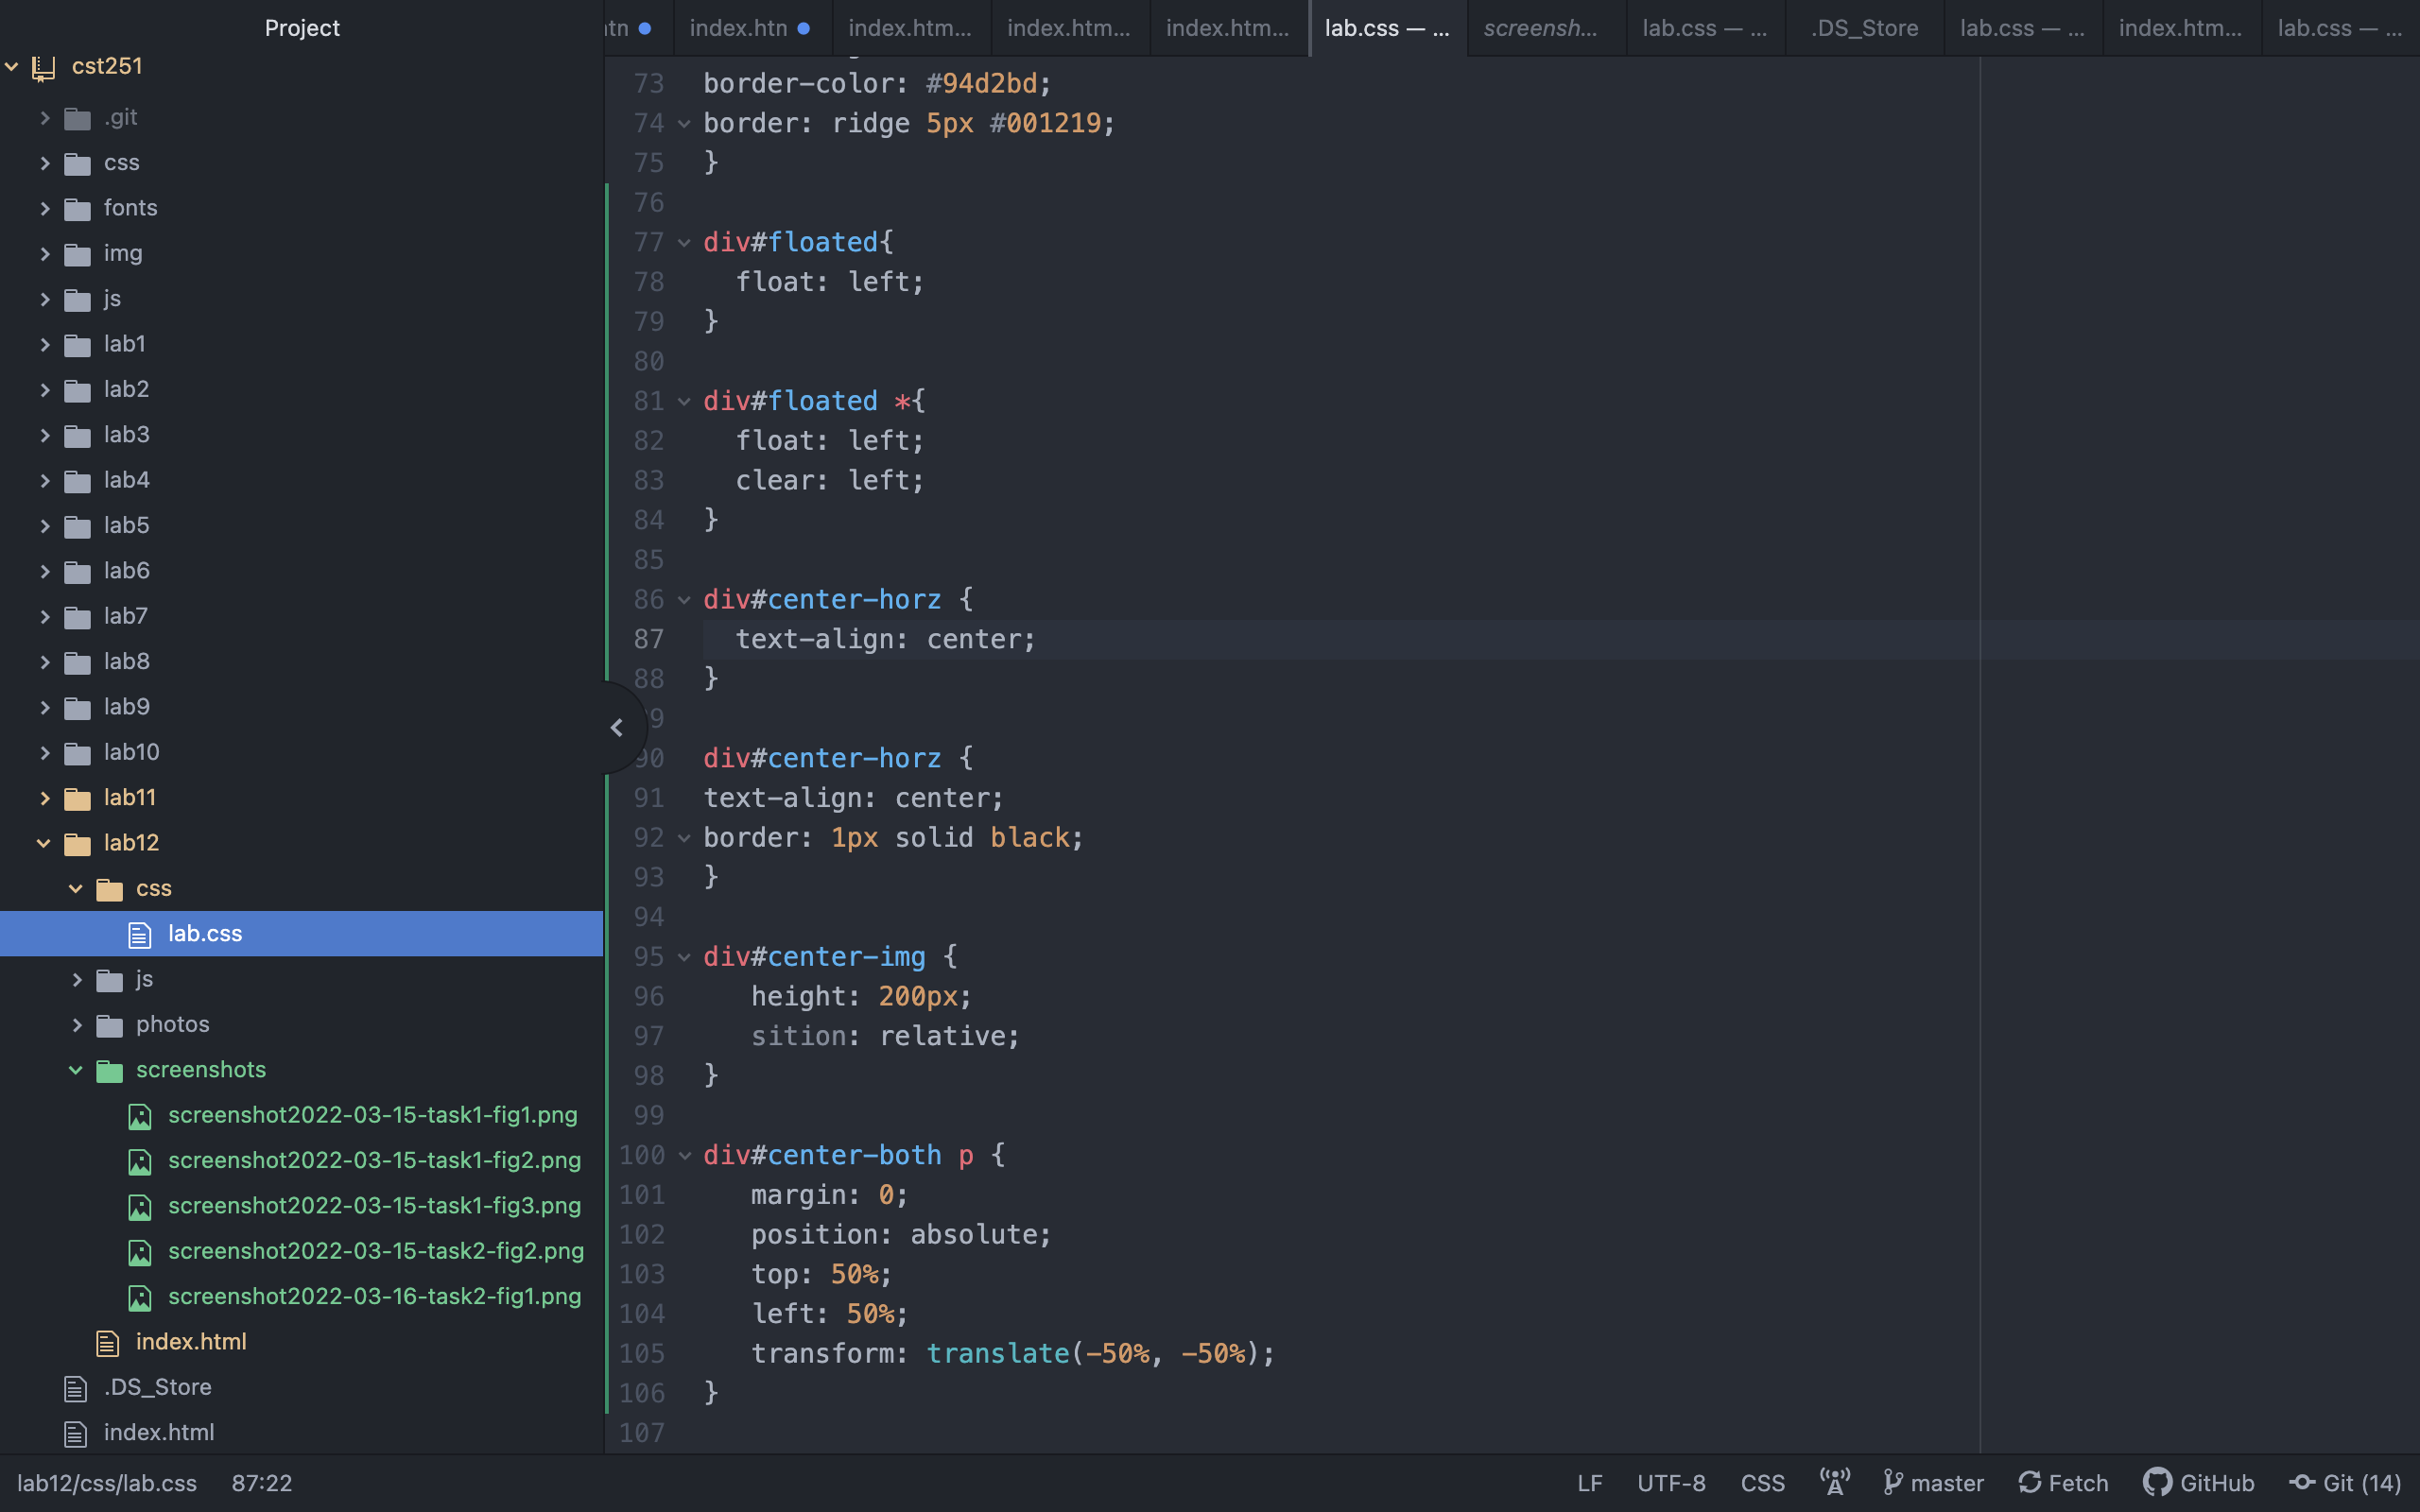 Project
cst251
.git
css
fonts
img
js
lab1
lab2
lab3
lab4
lab5
lab6
lab7
lab8
lab9
lab10
lab11
lab12
css
lab.css
js
photos
screenshots
screenshot2022-03-15-task1-fig1.png
screenshot2022-03-15-task1-fig2.png
screenshot2022-03-15-task1-fig3.png
screenshot2022-03-15-task2-fig2.png
screenshot2022-03-16-task2-fig1.png
index.html
.DS_Store
index.html
tn index.htn index.htm... index.htm... index.htm... lab.css — ... screensh... lab.css — ... .DS_Store lab.css — ... index.htm... lab.css — ...
73 border-color: #94d2bd;
74 border: ridge 5px #001219;
75 }
76
77 div#floated{
78 float: left;
79 }
80
81 div#floated *{
82 float: left;
83 clear: left;
84 }
85
86 div#center-horz {
87 text-align: center;
88 }
9
90 div#center-horz {
91 text-align: center;
92 border: 1px solid black;
93 }
94
95 div#center-img {
96 height: 200px;
97 sition: relative;
98 }
99
100 div#center-both p {
101 margin: 0;
102 position: absolute;
103 top: 50%;
104 left: 50%;
105 transform: translate(-50%, -50%);
106 }
107
lab12/css/lab.css 87:22 LF UTF-8 CSS master Fetch GitHub Git (14)